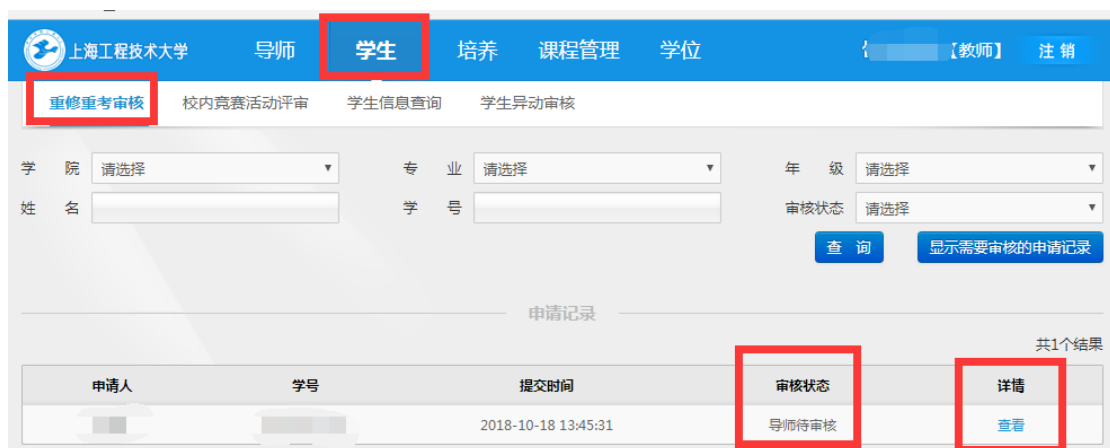 上海工程技术大学 导师 学生 培养 课程管理 学位 【教师】 注 销
重修重考审核 校内竞赛活动评审 学生信息查询 学生异动审核
学 院 请选择 专 业 请选择 年 级 请选择
姓 名 学 号 审核状态 请选择
查 询 显示需要审核的申请记录
申请记录
共1个结果
申请人 学号 提交时间 审核状态 详情
2018-10-18 13:45:31 导师待审核 查看